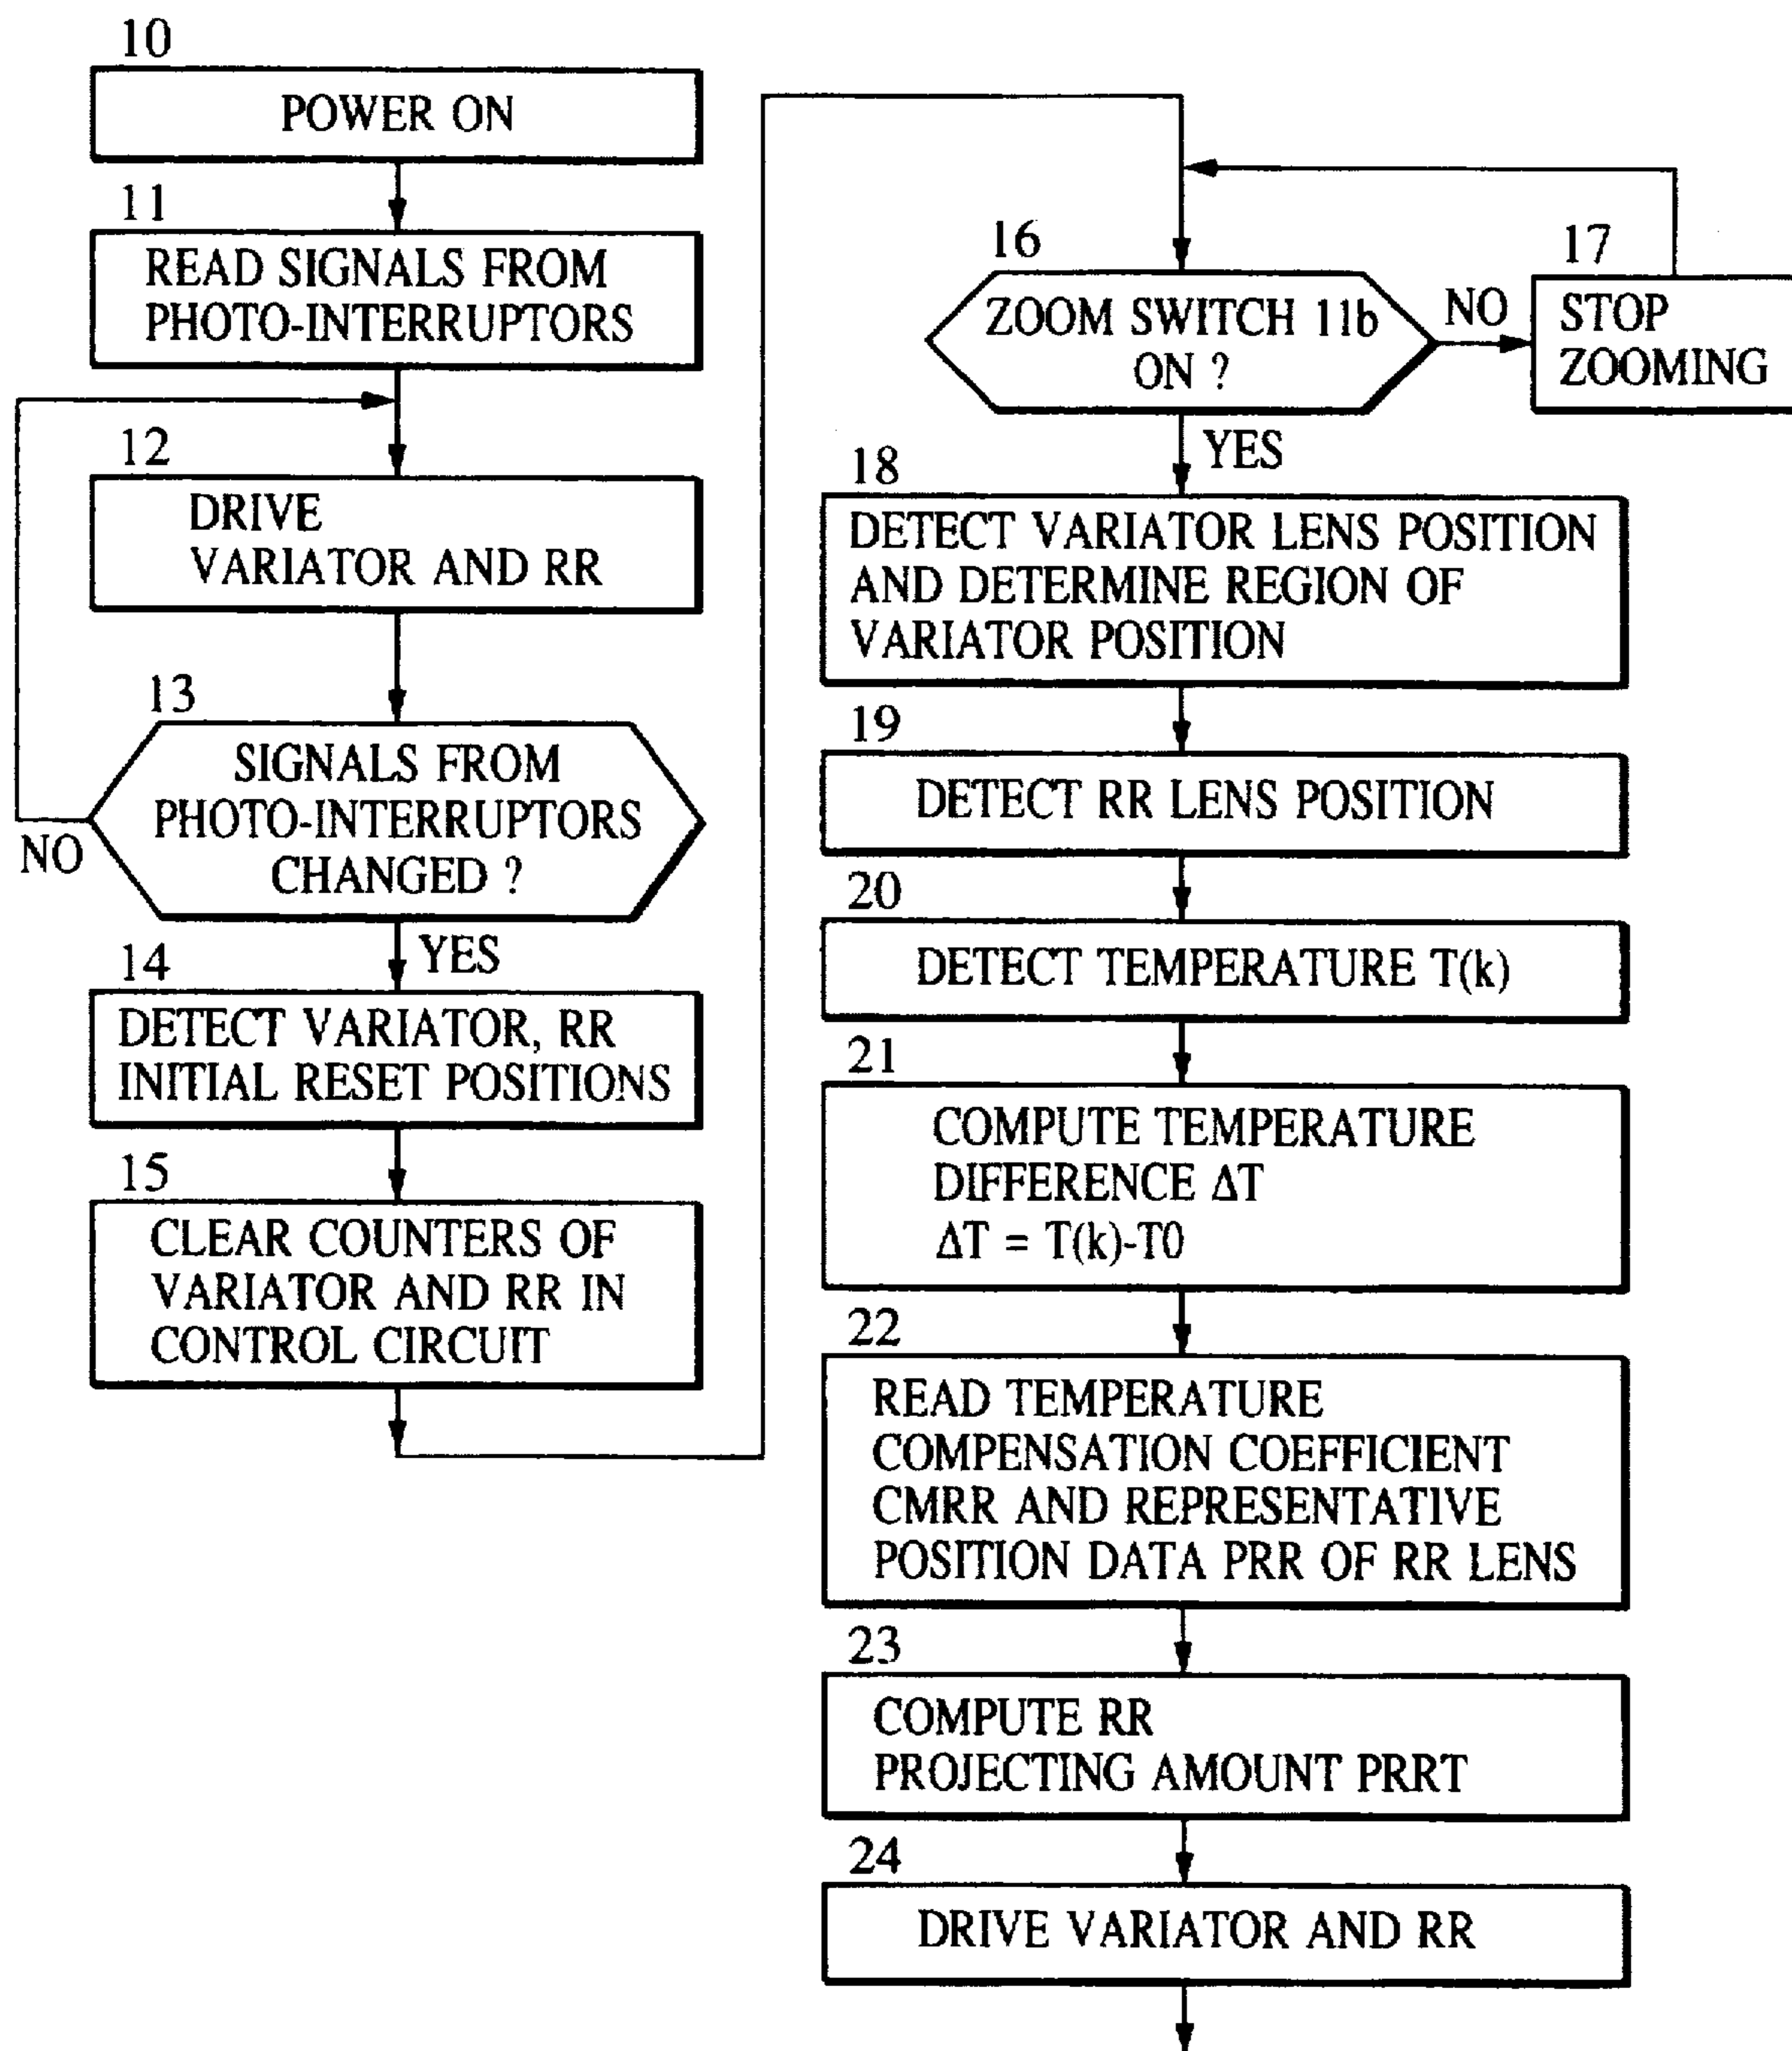 10
POWER ON
11
READ SIGNALS FROM
PHOTO-INTERRUPTORS
12
DRIVE
VARIATOR AND RR
13
SIGNALS FROM
PHOTO-INTERRUPTORS
CHANGED ?
NO
YES
14
DETECT VARIATOR, RR
INITIAL RESET POSITIONS
15
CLEAR COUNTERS OF
VARIATOR AND RR IN
CONTROL CIRCUIT
16
ZOOM SWITCH 11b
ON ?
NO
17
STOP
ZOOMING
YES
18
DETECT VARIATOR LENS POSITION
AND DETERMINE REGION OF
VARIATOR POSITION
19
DETECT RR LENS POSITION
20
DETECT TEMPERATURE T(k)
21
COMPUTE TEMPERATURE
DIFFERENCE ΔT
ΔT = T(k)-T0
22
READ TEMPERATURE
COMPENSATION COEFFICIENT
CMRR AND REPRESENTATIVE
POSITION DATA PRR OF RR LENS
23
COMPUTE RR
PROJECTING AMOUNT PRRT
24
DRIVE VARIATOR AND RR